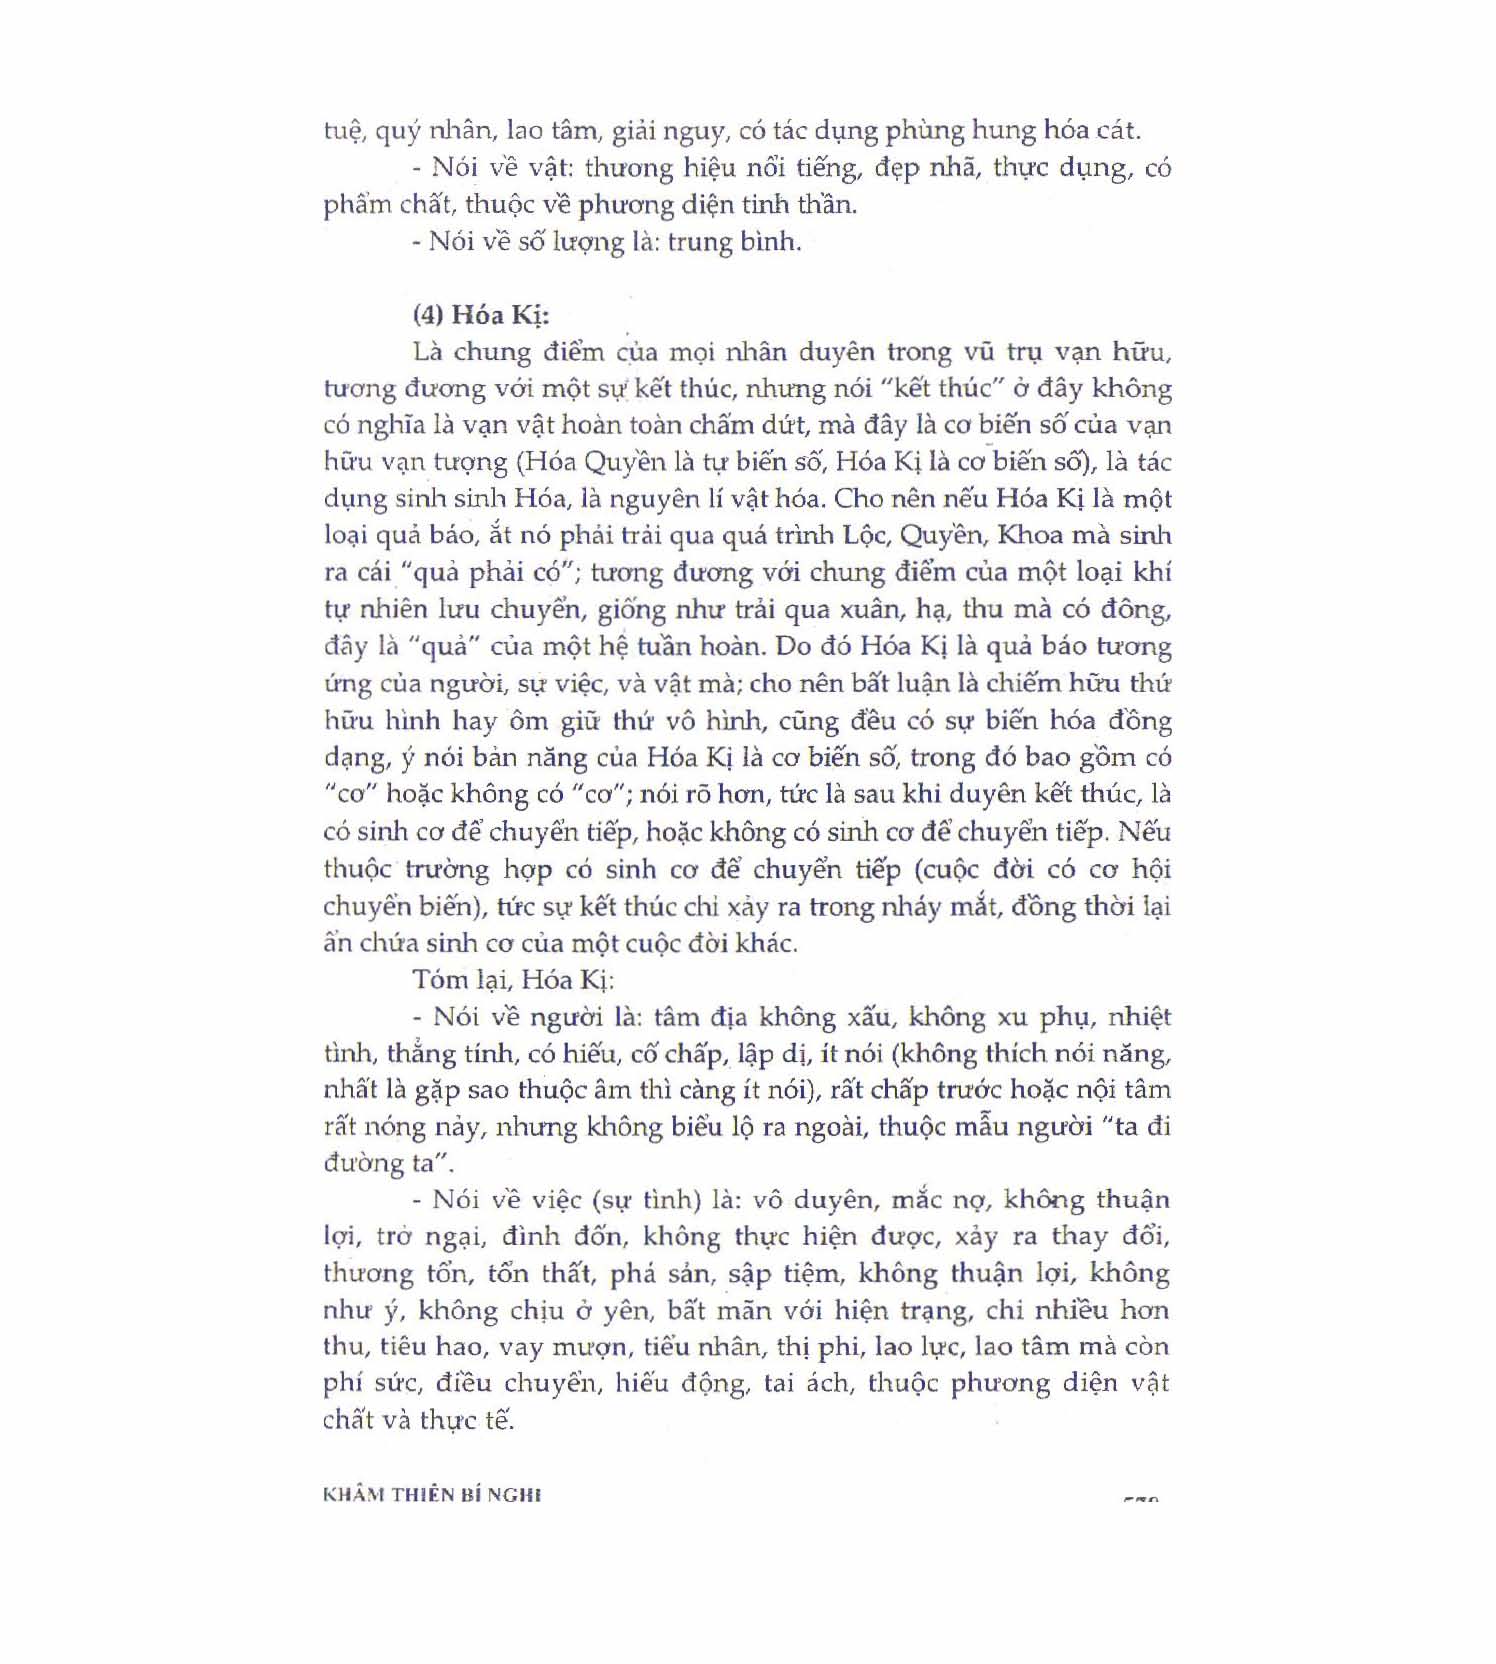 tuệ, quý nhân, lao tâm, giải nguy, có tác dụng phùng hung hóa cát.
- Nói về vật: thương hiệu nổi tiếng, đẹp nhã, thực dụng, có
phẩm chất, thuộc về phương diện tinh thần.
- Nói về số lượng là: trung bình.
(4) Hóa Kị:
Là chung điểm của mọi nhân duyên trong vũ trụ vạn hữu,
tương đương với một sự kết thúc, nhưng nói "kết thúc" ở đây không
có nghĩa là vạn vật hoàn toàn chấm dứt, mà đây là cơ biến số của vạn
hữu vạn tượng (Hóa Quyền là tự biến số, Hóa Kị là cơ biến số), là tác
dụng sinh sinh Hóa, là nguyên lí vật hóa. Cho nên nếu Hóa Kị là một
loại quả báo, ắt nó phải trải qua quá trình Lộc, Quyền, Khoa mà sinh
ra cái "quả phải có"; tương đương với chung điểm của một loại khí
tự nhiên lưu chuyển, giống như trải qua xuân, hạ, thu mà có đông,
đây là "quả" của một hệ tuần hoàn. Do đó Hóa Kị là quả báo tương
ứng của người, sự việc, và vật mà; cho nên bất luận là chiếm hữu thứ
hữu hình hay ôm giữ thứ vô hình, cũng đều có sự biến hóa đồng
dạng, ý nói bản năng của Hóa Kị là cơ biến số, trong đó bao gồm có
"cơ" hoặc không có "cơ"; nói rõ hơn, tức là sau khi duyên kết thúc, là
có sinh cơ để chuyển tiếp, hoặc không có sinh cơ để chuyển tiếp. Nếu
thuộc trường hợp có sinh cơ để chuyển tiếp (cuộc đời có cơ hội
chuyển biến), tức sự kết thúc chỉ xảy ra trong nháy mắt, đồng thời lại
ẩn chứa sinh cơ của một cuộc đời khác.
Tóm lại, Hóa Kị:
- Nói về người là: tâm địa không xấu, không xu phụ, nhiệt
tình, thẳng tính, có hiếu, cố chấp, lập dị, ít nói (không thích nói năng,
nhất là gặp sao thuộc âm thì càng ít nói), rất chấp trước hoặc nội tâm
rất nóng nảy, nhưng không biểu lộ ra ngoài, thuộc mẫu người "ta đi
đường ta".
- Nói về việc (sự tình) là: vô duyên, mắc nợ, không thuận
lợi, trở ngại, đình đốn, không thực hiện được, xảy ra thay đổi,
thương tổn, tổn thất, phá sản, sập tiệm, không thuận lợi, không
như ý, không chịu ở yên, bất mãn với hiện trạng, chi nhiều hơn
thu, tiêu hao, vay mượn, tiểu nhân, thị phi, lao lực, lao tâm mà còn
phí sức, điều chuyển, hiếu động, tai ách, thuộc phương diện vật
chất và thực tế.
KHÂM THIÊN BÍ NGHI